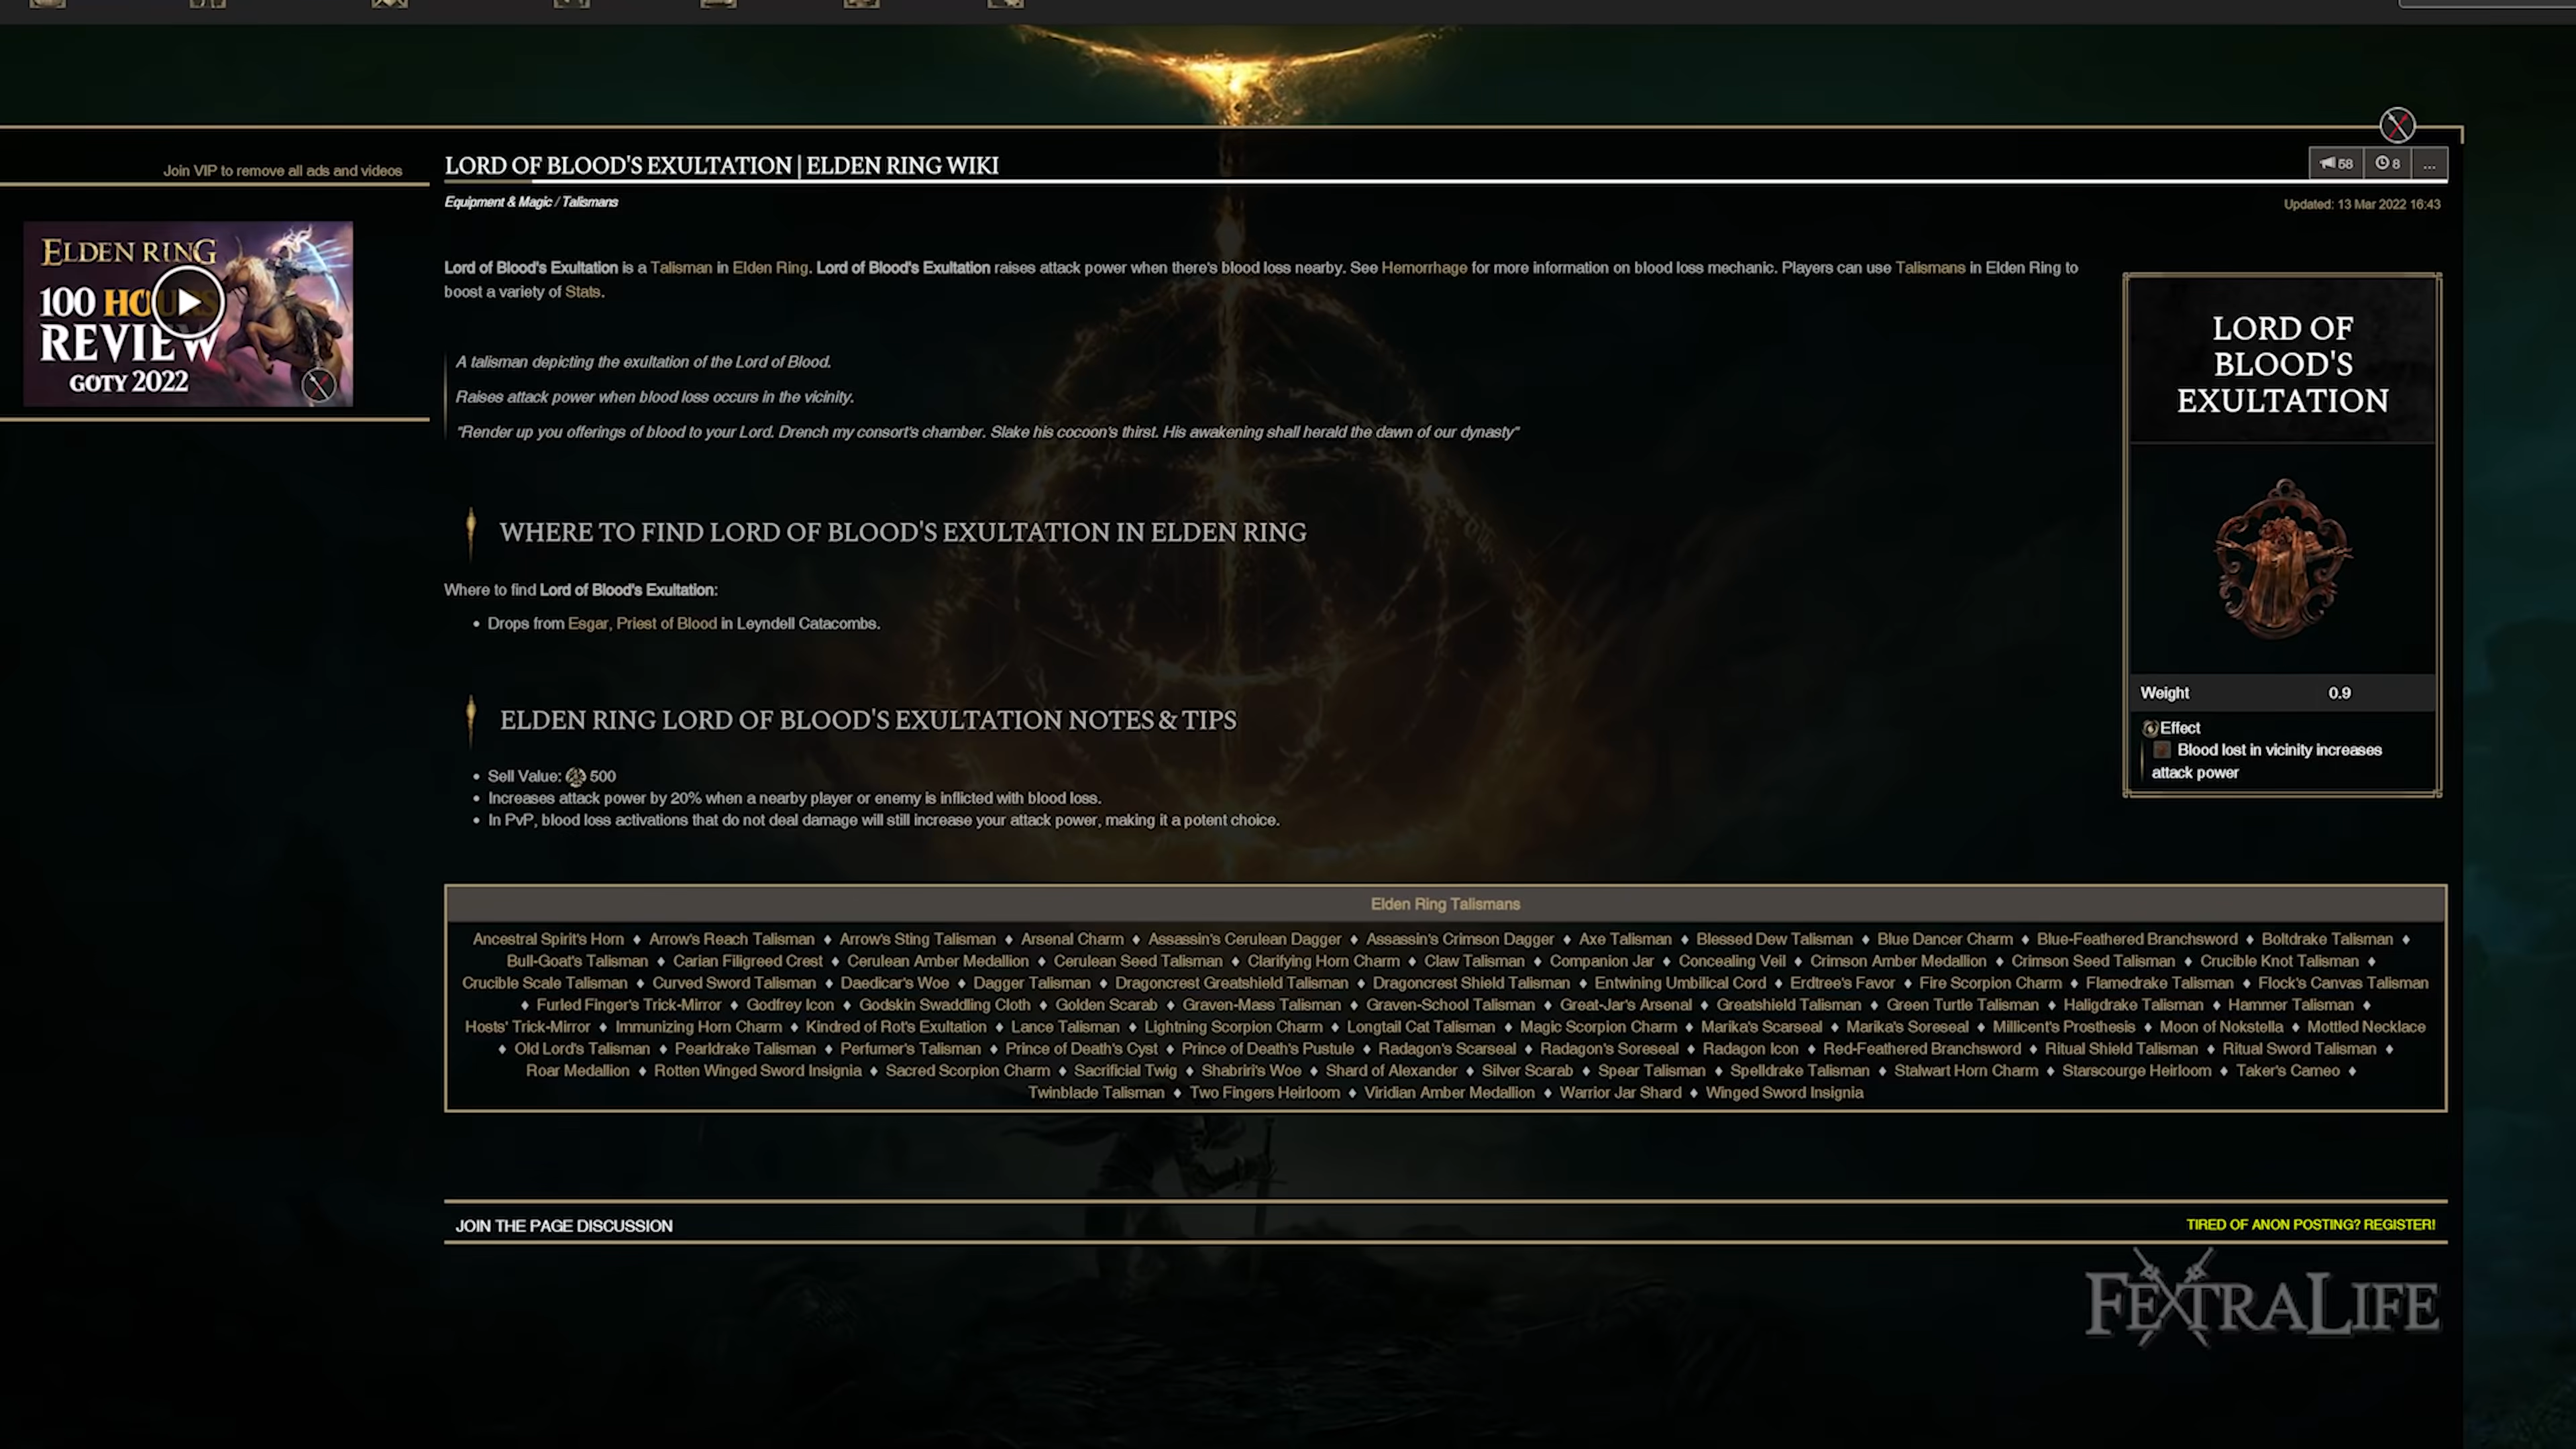 Join VIP to remove all ads and videos
ELDEN RING
100
REVIEW
GOTY 2022
LORD OF BLOOD'S EXULTATION | ELDEN RING WIKI
58
8
...
Equipment & Magic / Talismans
Updated: 13 Mar 2022 16:43
Lord of Blood's Exultation is a Talisman in Elden Ring. Lord of Blood's Exultation raises attack power when there's blood loss nearby. See Hemorrhage for more information on blood loss mechanic. Players can use Talismans in Elden Ring to
boost a variety of Stats.
A talisman depicting the exultation of the Lord of Blood.
Raises attack power when blood loss occurs in the vicinity.
"Render up you offerings of blood to your Lord. Drench my consort's chamber. Slake his cocoon's thirst. His awakening shall herald the dawn of our dynasty"
WHERE TO FIND LORD OF BLOOD'S EXULTATION IN ELDEN RING
Where to find Lord of Blood's Exultation:
• Drops from Esgar, Priest of Blood in Leyndell Catacombs.
ELDEN RING LORD OF BLOOD'S EXULTATION NOTES & TIPS
• Sell Value: 500
• Increases attack power by 20% when a nearby player or enemy is inflicted with blood loss.
• In PvP, blood loss activations that do not deal damage will still increase your attack power, making it a potent choice.
LORD OF
BLOOD'S
EXULTATION
Weight 0.9
Effect
Blood lost in vicinity increases
attack power
Elden Ring Talismans
Ancestral Spirit's Horn ♦ Arrow's Reach Talisman ♦ Arrow's Sting Talisman ♦ Arsenal Charm ♦ Assassin's Cerulean Dagger ♦ Assassin's Crimson Dagger ♦ Axe Talisman ♦ Blessed Dew Talisman ♦ Blue Dancer Charm ♦ Blue-Feathered Branchsword ♦ Boltdrake Talisman ♦
Bull-Goat's Talisman ♦ Carian Filigreed Crest ♦ Cerulean Amber Medallion ♦ Cerulean Seed Talisman ♦ Clarifying Horn Charm ♦ Claw Talisman ♦ Companion Jar ♦ Concealing Veil ♦ Crimson Amber Medallion ♦ Crimson Seed Talisman ♦ Crucible Knot Talisman ♦
Crucible Scale Talisman ♦ Curved Sword Talisman ♦ Daedicar's Woe ♦ Dagger Talisman ♦ Dragoncrest Greatshield Talisman ♦ Dragoncrest Shield Talisman ♦ Entwining Umbilical Cord ♦ Erdtree's Favor ♦ Fire Scorpion Charm ♦ Flamedrake Talisman ♦ Flock's Canvas Talisman
♦ Furled Finger's Trick-Mirror ♦ Godfrey Icon ♦ Godskin Swaddling Cloth ♦ Golden Scarab ♦ Graven-Mass Talisman ♦ Graven-School Talisman ♦ Great-Jar's Arsenal ♦ Greatshield Talisman ♦ Green Turtle Talisman ♦ Haligdrake Talisman ♦ Hammer Talisman ♦
Hosts' Trick-Mirror ♦ Immunizing Horn Charm ♦ Kindred of Rot's Exultation ♦ Lance Talisman ♦ Lightning Scorpion Charm ♦ Longtail Cat Talisman ♦ Magic Scorpion Charm ♦ Marika's Scarseal ♦ Marika's Soreseal ♦ Millicent's Prosthesis ♦ Moon of Nokstella ♦ Mottled Necklace
♦ Old Lord's Talisman ♦ Pearldrake Talisman ♦ Perfumer's Talisman ♦ Prince of Death's Cyst ♦ Prince of Death's Pustule ♦ Radagon's Scarseal ♦ Radagon's Soreseal ♦ Radagon Icon ♦ Red-Feathered Branchsword ♦ Ritual Shield Talisman ♦ Ritual Sword Talisman ♦
Roar Medallion ♦ Rotten Winged Sword Insignia ♦ Sacred Scorpion Charm ♦ Sacrificial Twig ♦ Shabriri's Woe ♦ Shard of Alexander ♦ Silver Scarab ♦ Spear Talisman ♦ Spelldrake Talisman ♦ Stalwart Horn Charm ♦ Starscourge Heirloom ♦ Taker's Cameo ♦
Twinblade Talisman ♦ Two Fingers Heirloom ♦ Viridian Amber Medallion ♦ Warrior Jar Shard ♦ Winged Sword Insignia
JOIN THE PAGE DISCUSSION
TIRED OF ANON POSTING? REGISTER!
FEXTRALIFE